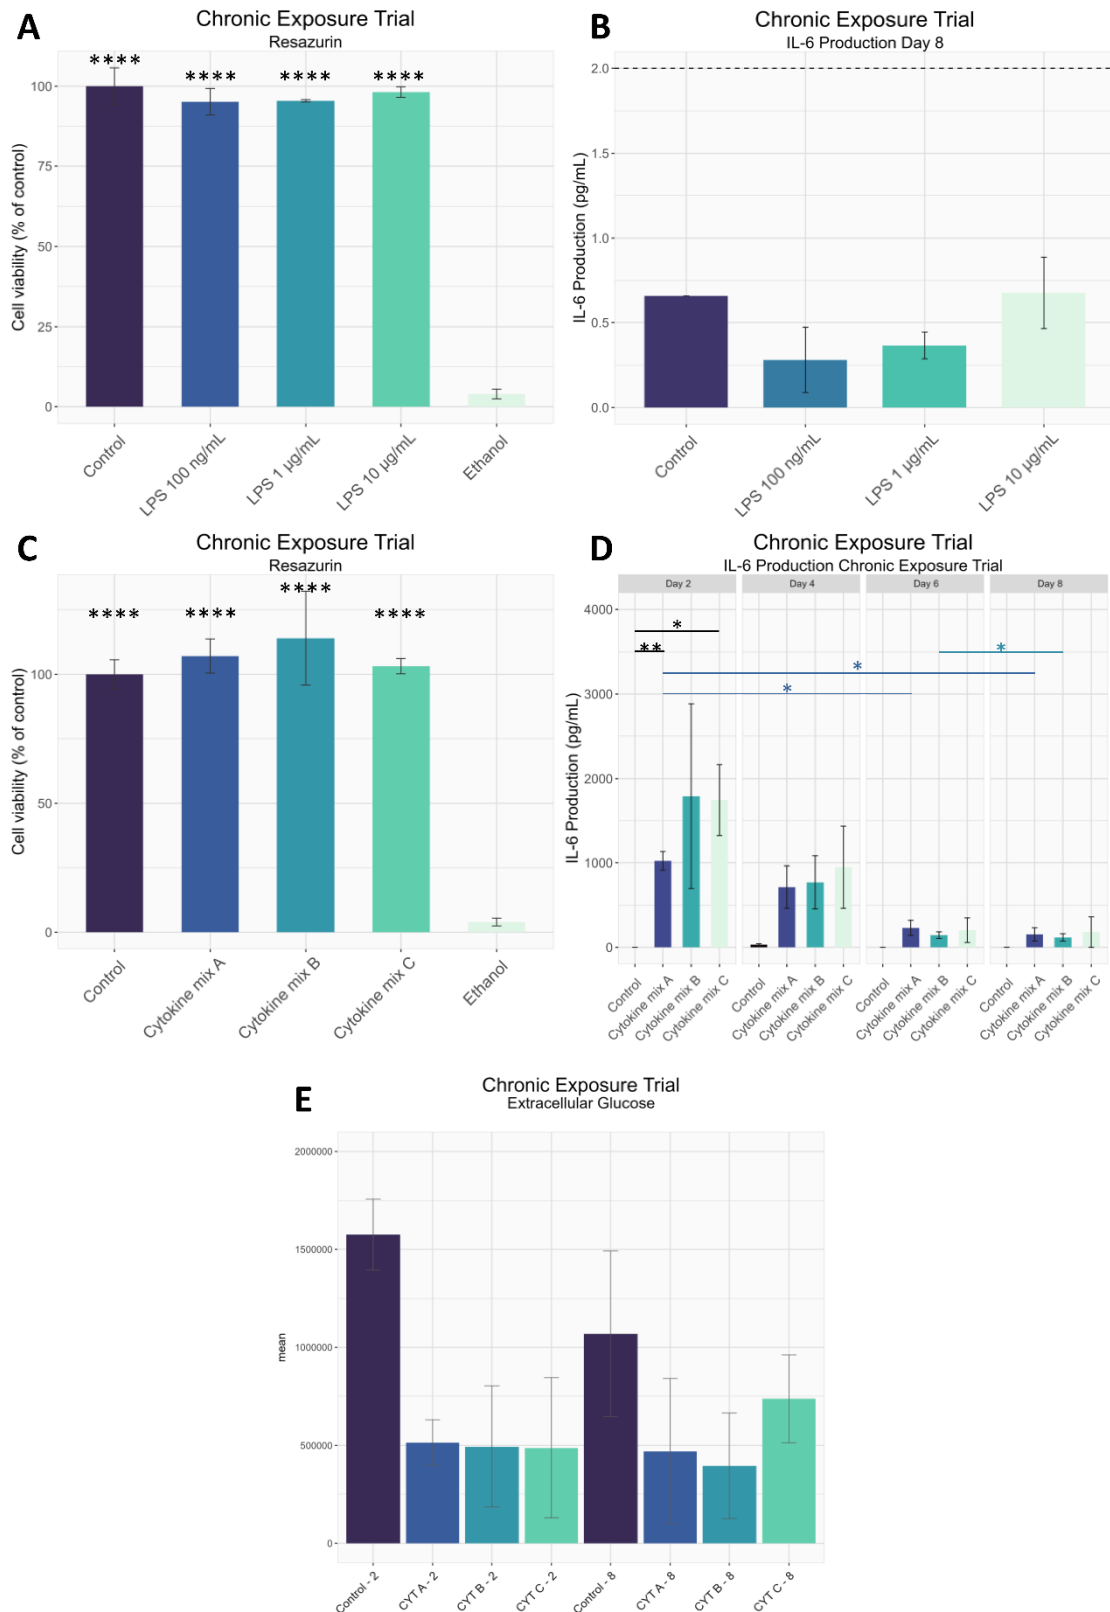 A
Chronic Exposure Trial
Resazurin
**** **** **** ****
Cell viability (% of control)
100
75
50
25
0
Control
LPS 100 ng/mL
LPS 1 µg/mL
LPS 10 µg/mL
Ethanol
B
Chronic Exposure Trial
IL-6 Production Day 8
IL-6 Production (pg/mL)
2.0
1.5
1.0
0.5
0.0
Control
LPS 100 ng/mL
LPS 1 µg/mL
LPS 10 µg/mL
C
Chronic Exposure Trial
Resazurin
**** **** **** ****
Cell viability (% of control)
100
50
0
Control
Cytokine mix A
Cytokine mix B
Cytokine mix C
Ethanol
D
Chronic Exposure Trial
IL-6 Production Chronic Exposure Trial
Day 2 Day 4 Day 6 Day 8
IL-6 Production (pg/mL)
4000
3000
2000
1000
0
*
**
*
*
*
Control
Cytokine mix A
Cytokine mix B
Cytokine mix C
Control
Cytokine mix A
Cytokine mix B
Cytokine mix C
Control
Cytokine mix A
Cytokine mix B
Cytokine mix C
Control
Cytokine mix A
Cytokine mix B
Cytokine mix C
E
Chronic Exposure Trial
Extracellular Glucose
mean
2000000
1500000
1000000
500000
0
Control - 2
CYT A - 2
CYT B - 2
CYT C - 2
Control - 8
CYT A - 8
CYT B - 8
CYT C - 8